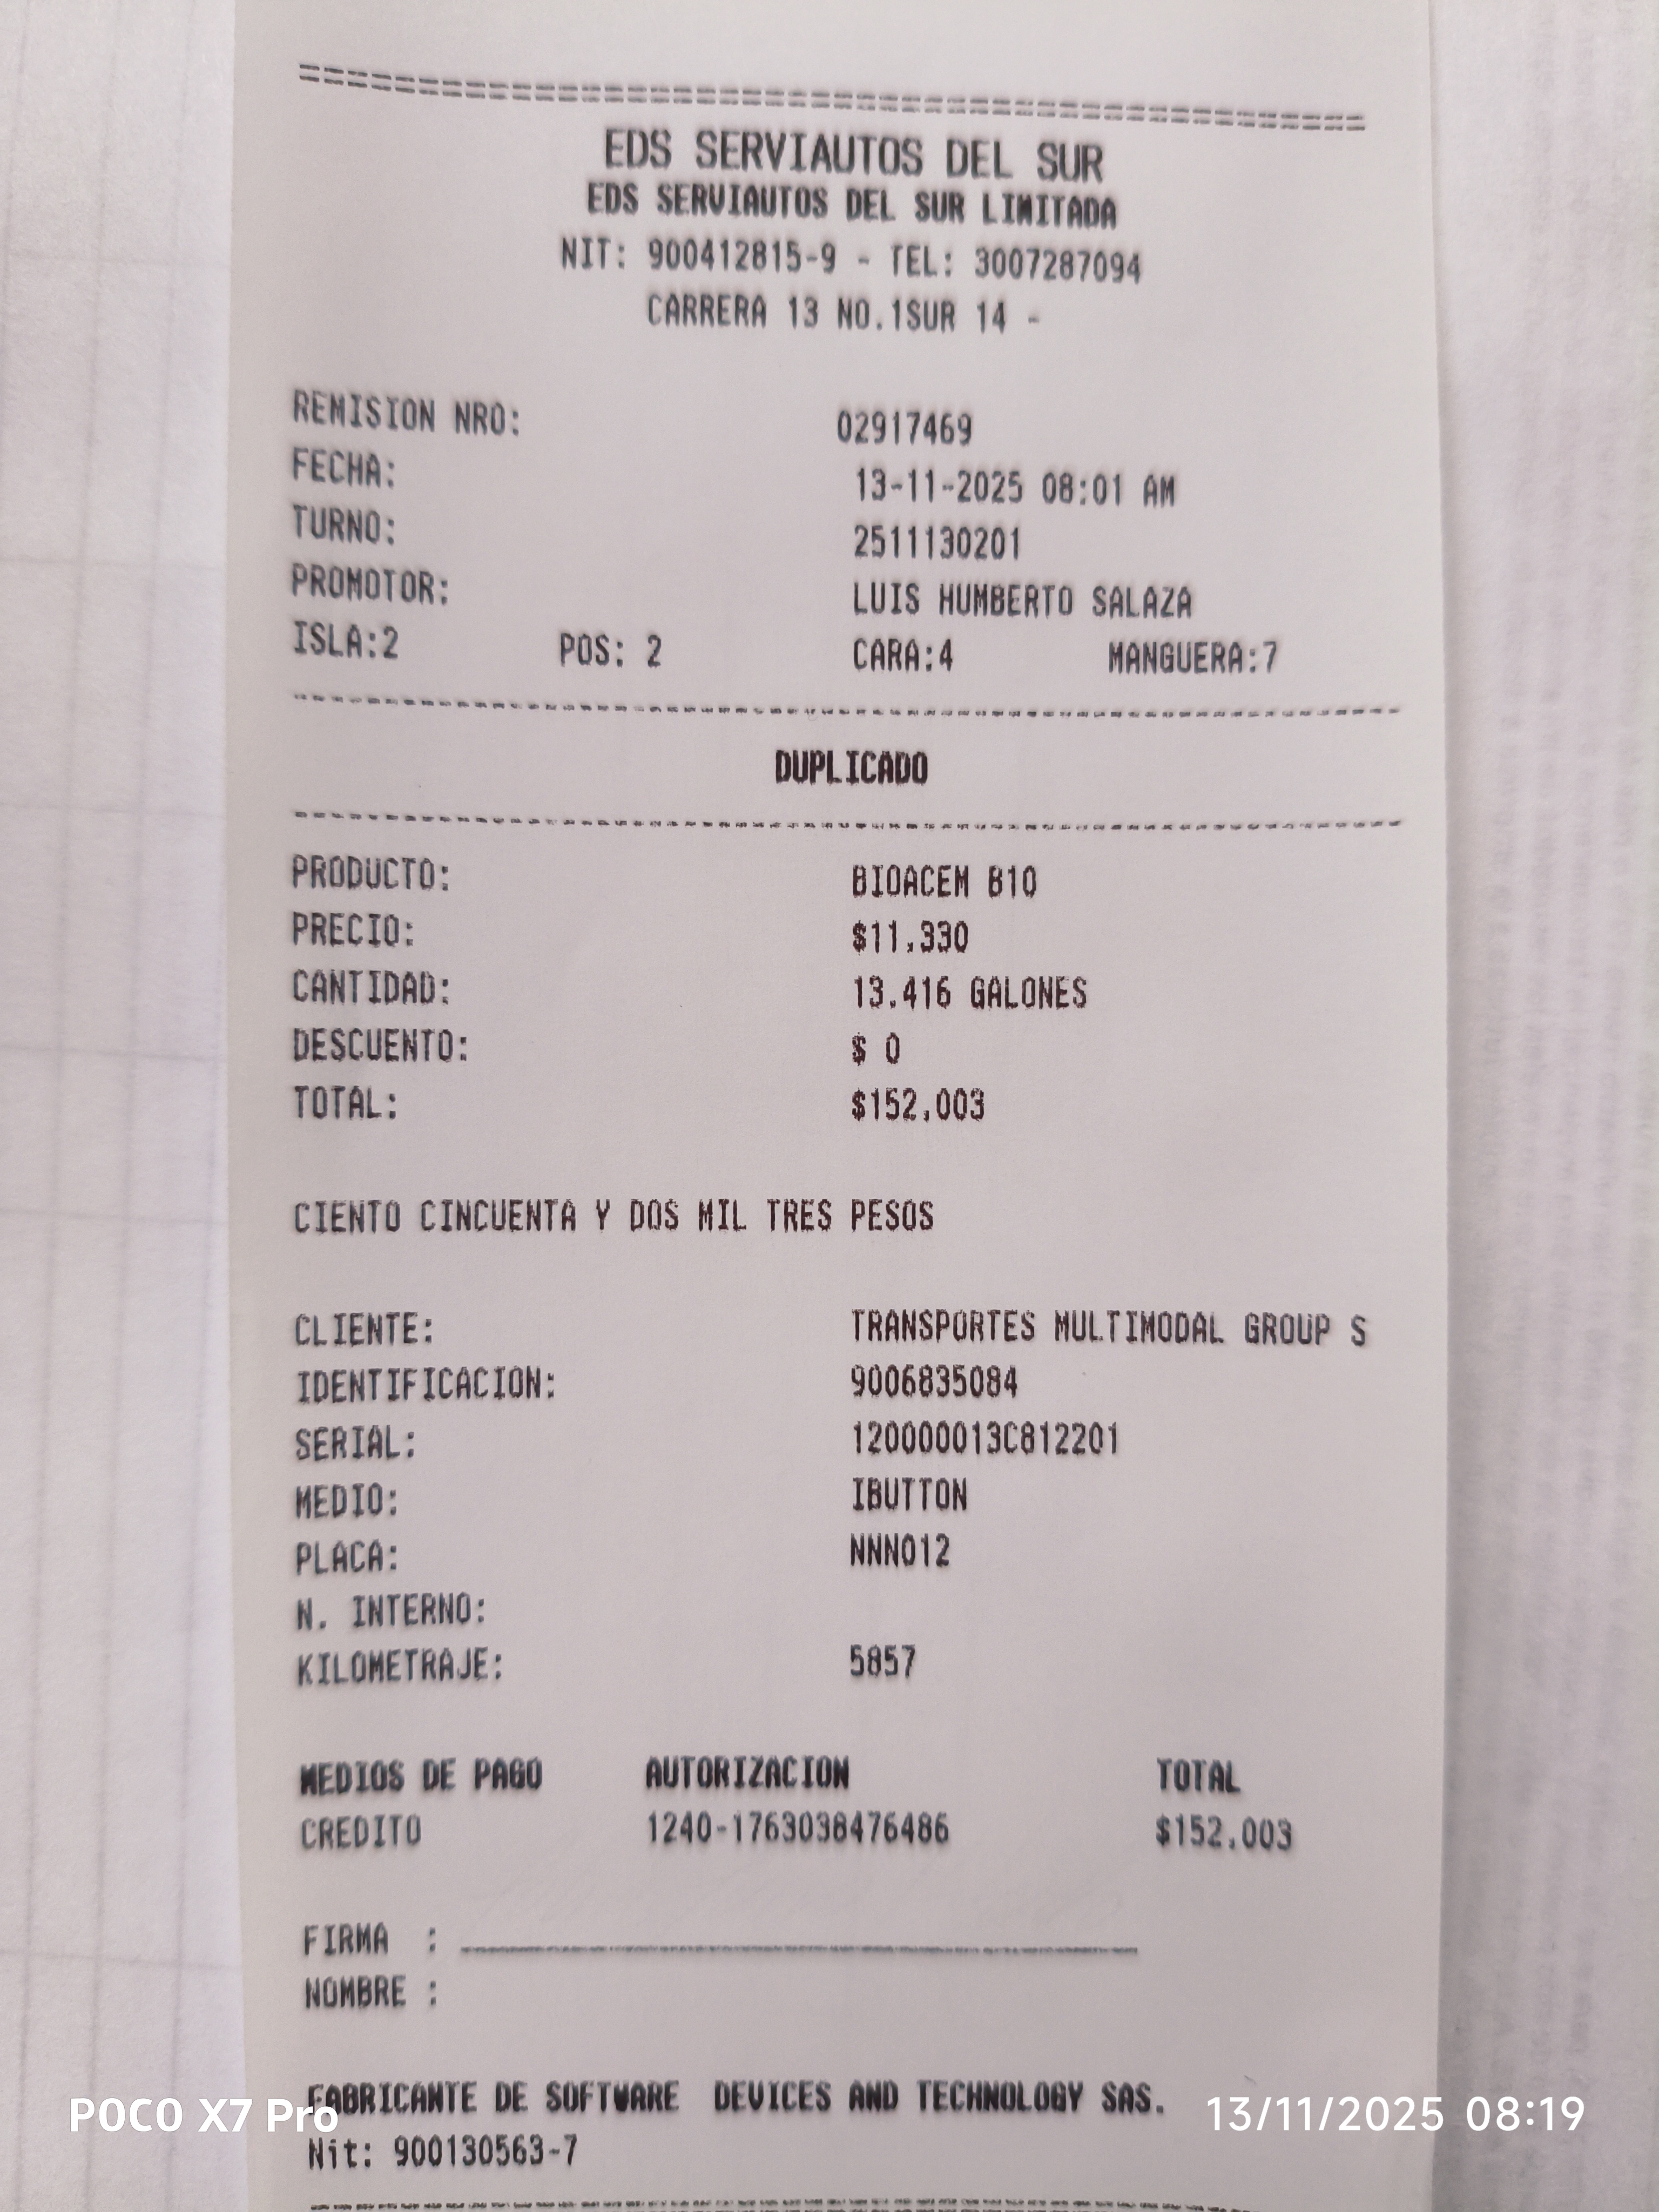 EDS SERVIAUTOS DEL SUR
EDS SERVIAUTOS DEL SUR LIMITADA
NIT: 900412815-9 - TEL: 3007287094
CARRERA 13 NO.1SUR 14 -
REMISION NRO: 02917469
FECHA: 13-11-2025 08:01 AM
TURNO: 2511130201
PROMOTOR: LUIS HUMBERTO SALAZA
ISLA:2 POS: 2 CARA:4 MANGUERA:7
DUPLICADO
PRODUCTO: BIOACEM B10
PRECIO: $11,330
CANTIDAD: 13.416 GALONES
DESCUENTO: $ 0
TOTAL: $152,003
CIENTO CINCUENTA Y DOS MIL TRES PESOS
CLIENTE: TRANSPORTES MULTIMODAL GROUP S
IDENTIFICACION: 9006835084
SERIAL: 120000013C812201
MEDIO: IBUTTON
PLACA: NNN012
N. INTERNO:
KILOMETRAJE: 5857
MEDIOS DE PAGO AUTORIZACION TOTAL
CREDITO 1240-1763038476486 $152,003
FIRMA :
NOMBRE :
FABRICANTE DE SOFTWARE DEVICES AND TECHNOLOGY SAS.
Nit: 900130563-7
POCO X7 Pro
13/11/2025 08:19